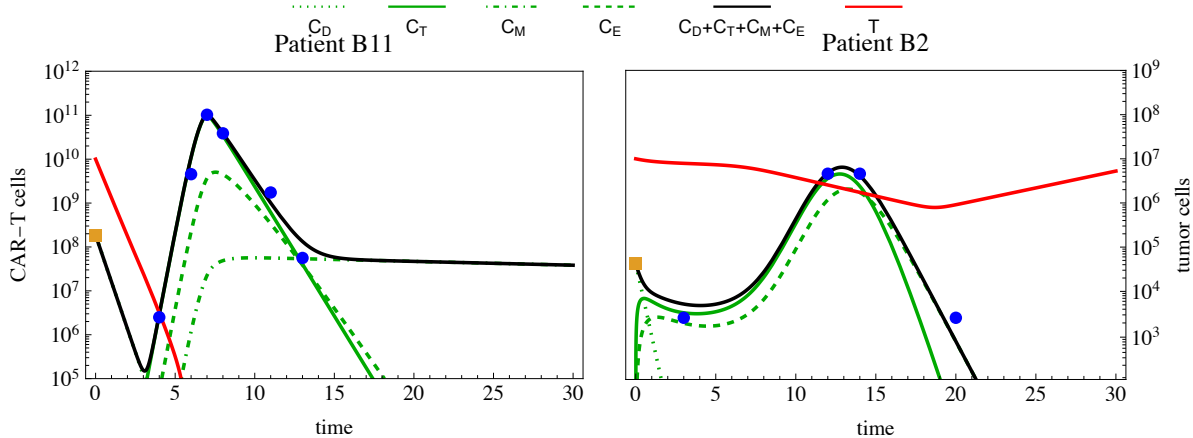 C_D C_T C_M C_E C_D+C_T+C_M+C_E T
Patient B11 Patient B2
10^12
10^11
10^10
10^9
10^8
10^7
10^6
10^5
CAR−T cells
0 5 10 15 20 25 30
time
0 5 10 15 20 25 30
time
10^9
10^8
10^7
10^6
10^5
10^4
10^3
tumor cells